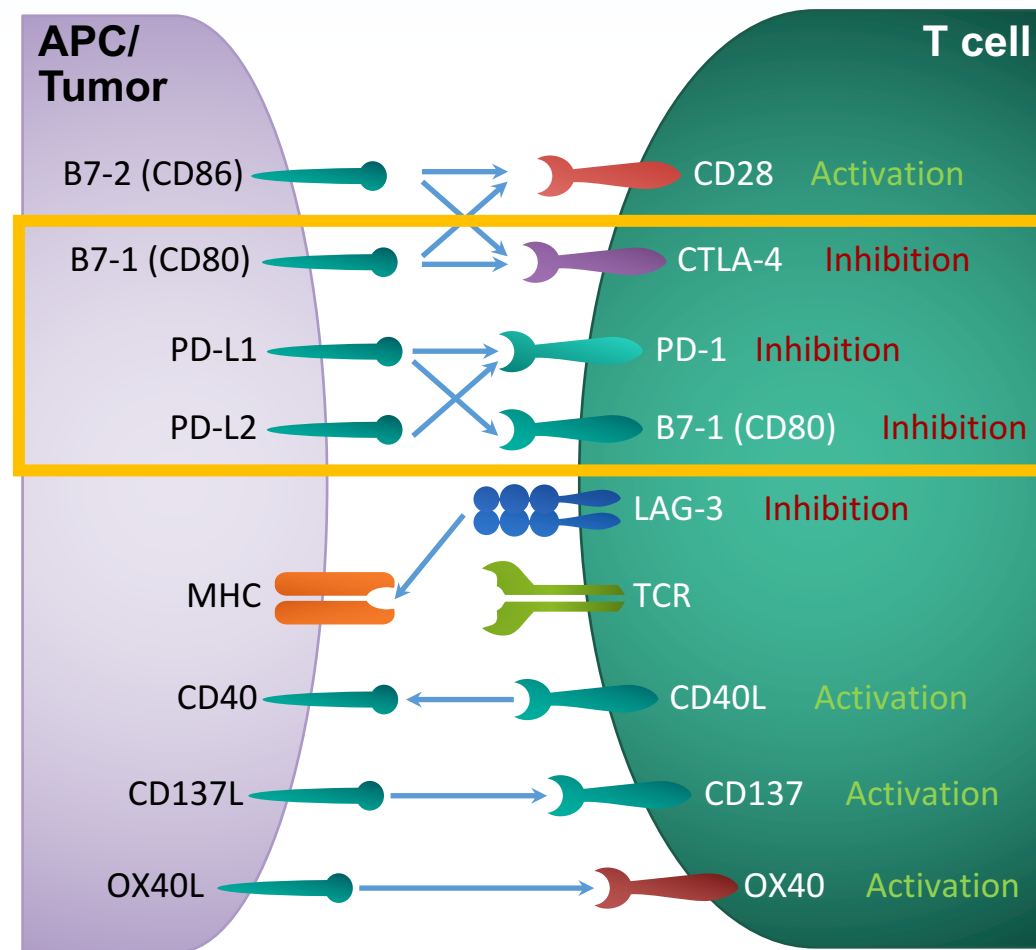 APC/
Tumor
T cell
B7-2 (CD86) CD28 Activation
B7-1 (CD80) CTLA-4 Inhibition
PD-L1 PD-1 Inhibition
PD-L2 B7-1 (CD80) Inhibition
LAG-3 Inhibition
MHC TCR
CD40 CD40L Activation
CD137L CD137 Activation
OX40L OX40 Activation